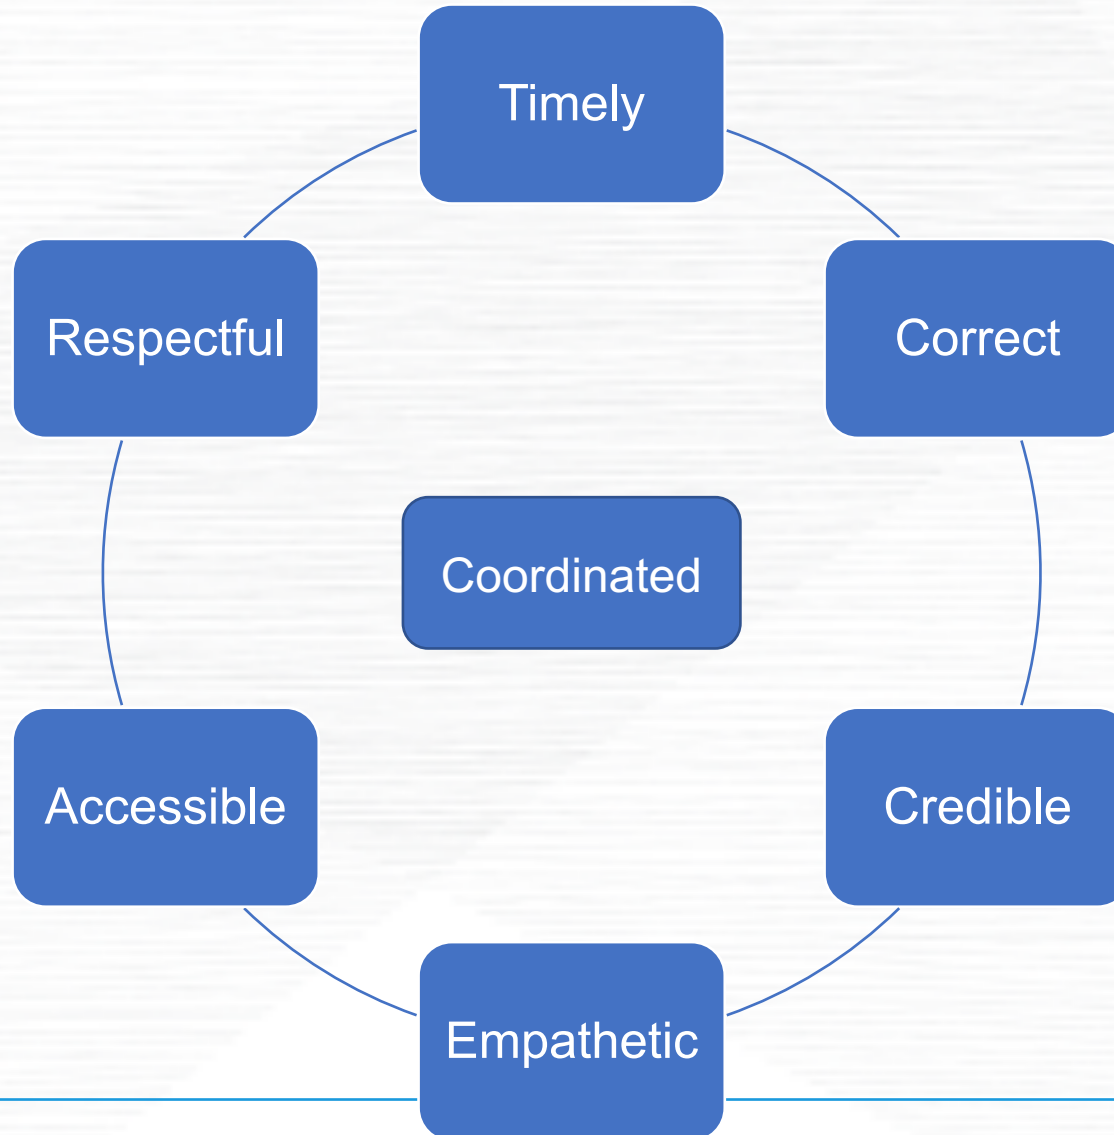 Timely
Respectful
Correct
Coordinated
Accessible
Credible
Empathetic